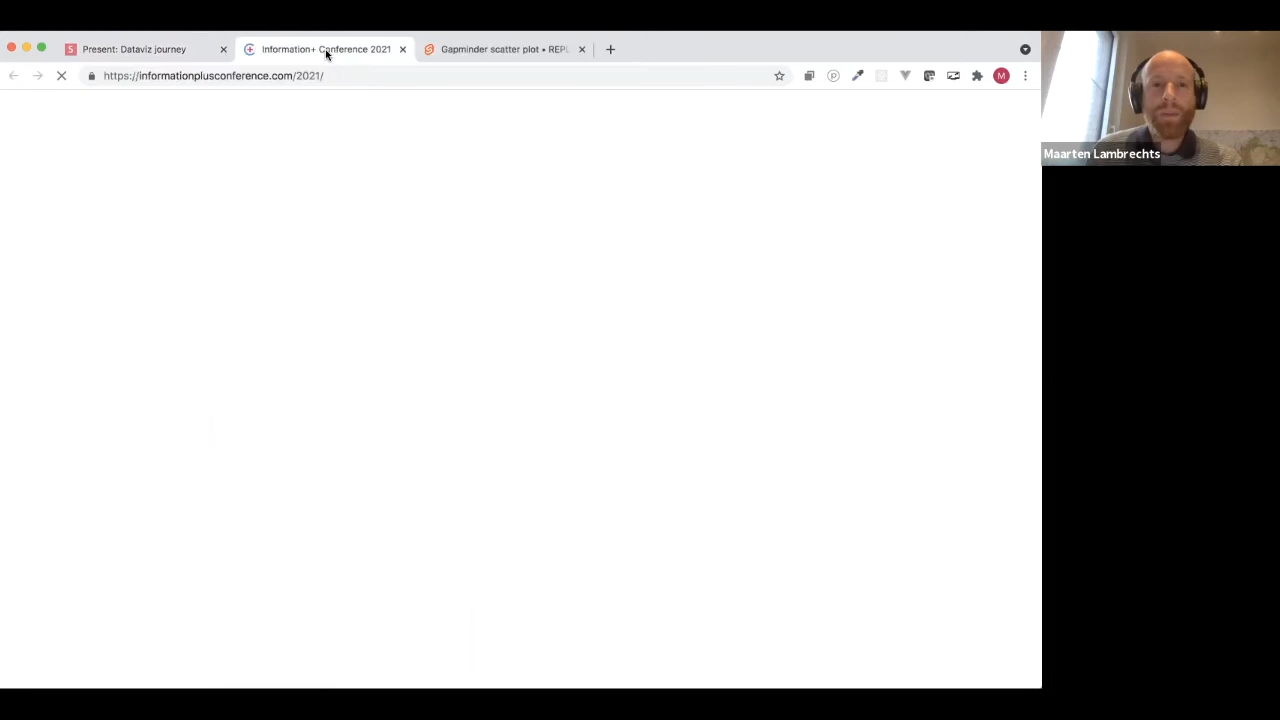 Present: Dataviz journey
Information+ Conference 2021
Gapminder scatter plot • REPL
https://informationplusconference.com/2021/
M
Maarten Lambrechts